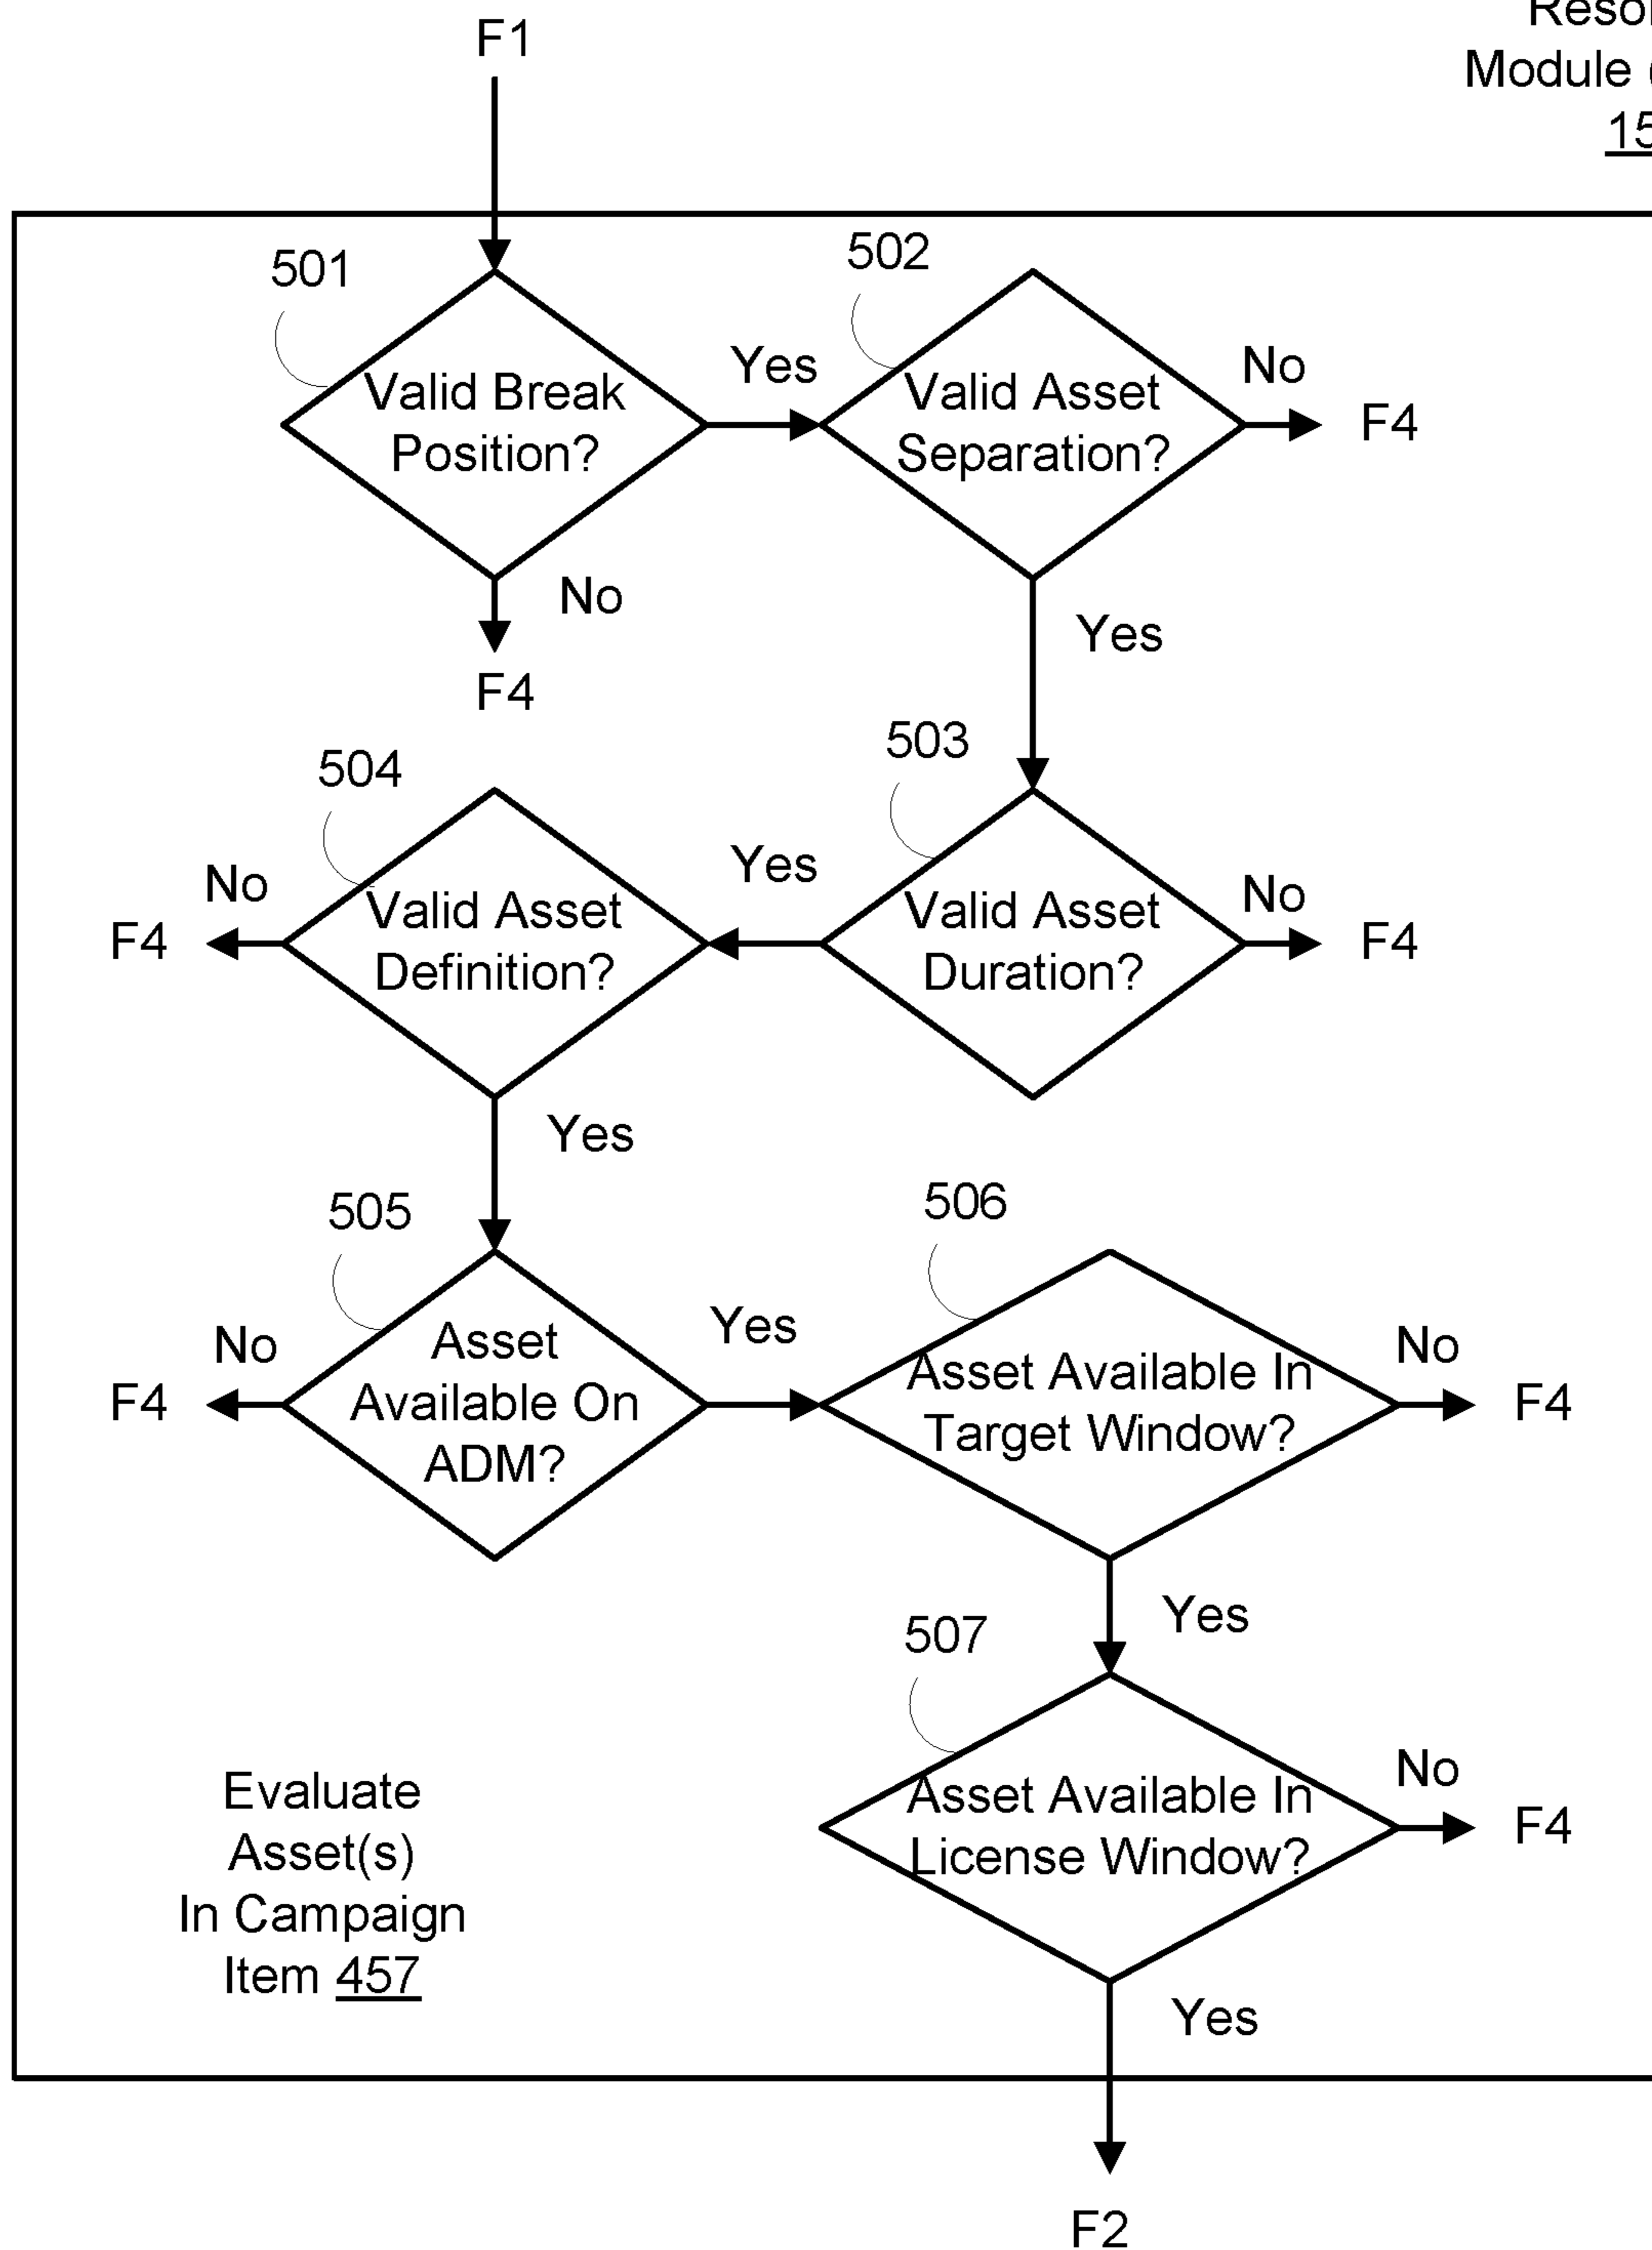 F1
Module
501
502
Valid Break
Position?
Yes
Valid Asset
Separation?
No
F4
No
F4
Yes
503
504
No
F4
Valid Asset
Definition?
Yes
Valid Asset
Duration?
No
F4
Yes
505
506
No
F4
Asset
Available On
ADM?
Yes
Asset Available In
Target Window?
No
F4
Yes
507
Asset Available In
License Window?
No
F4
Evaluate
Asset(s)
In Campaign
Item 457
Yes
F2